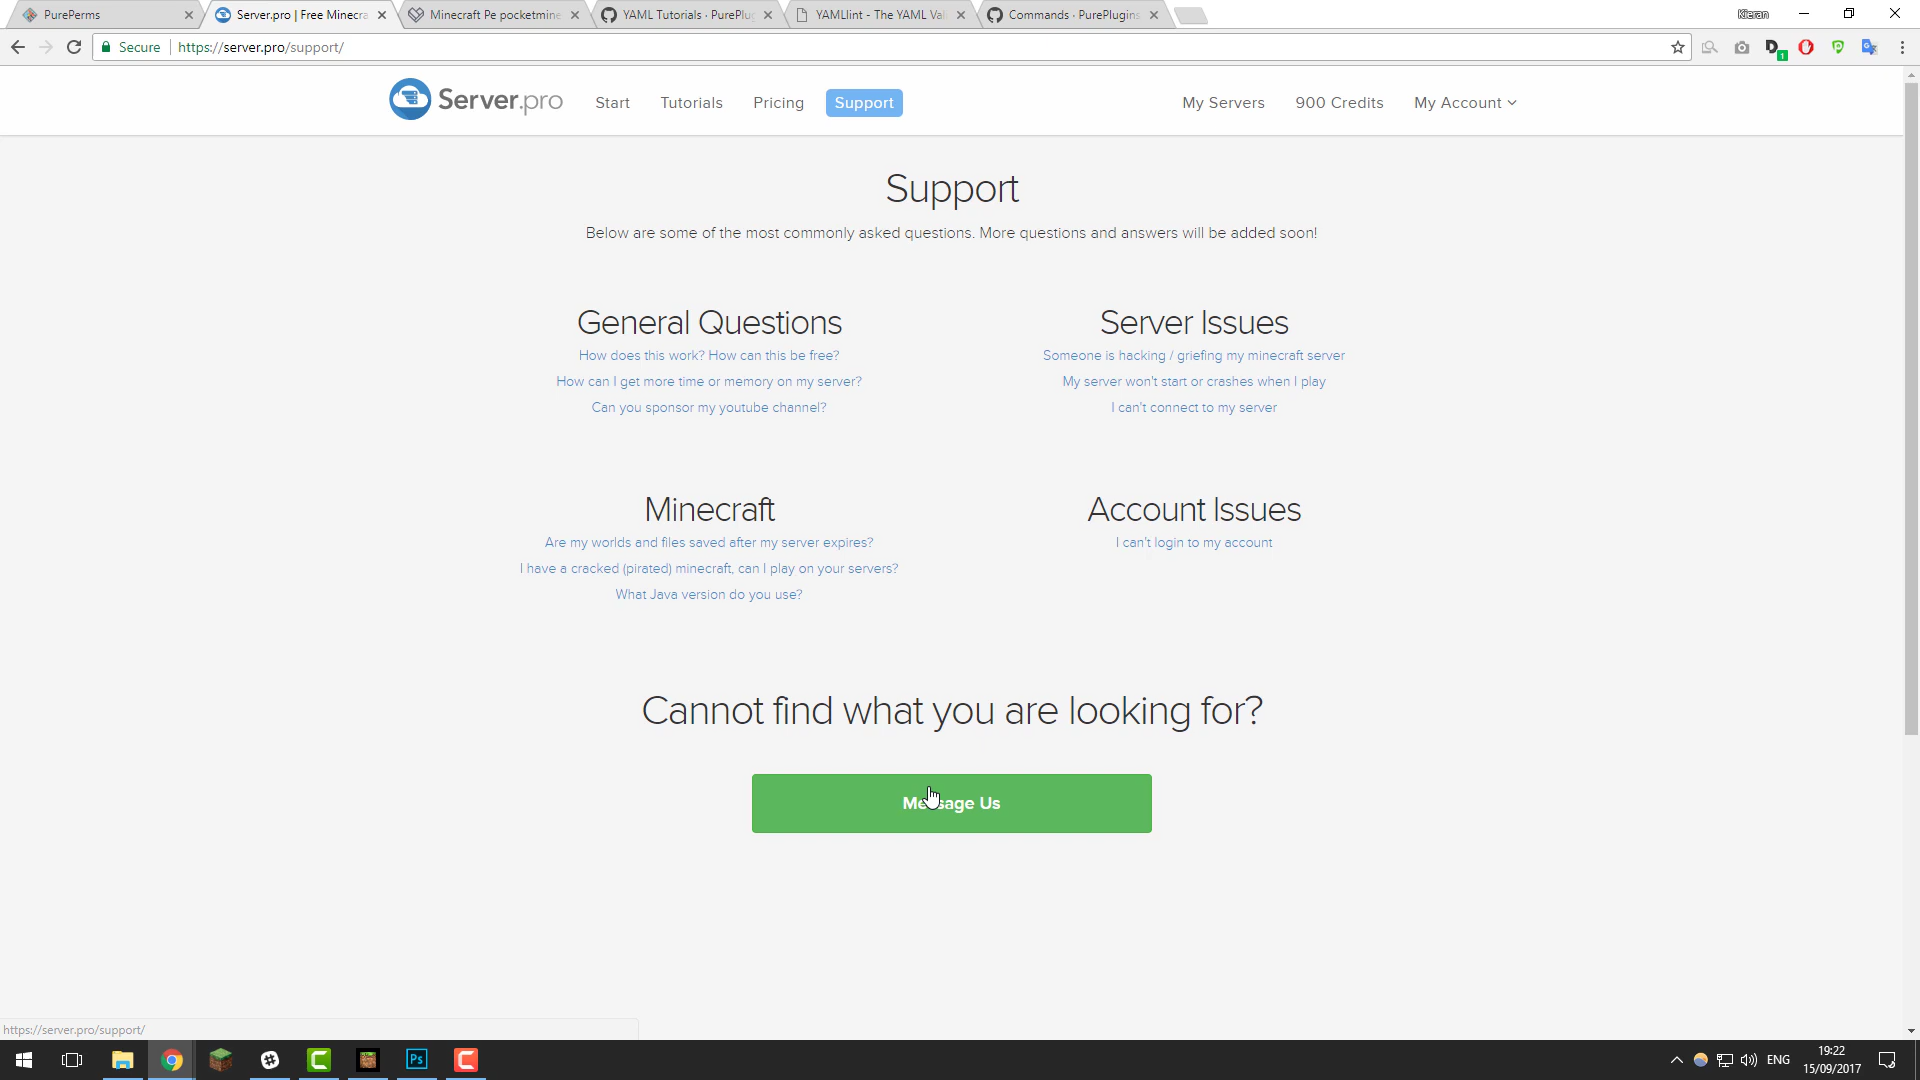 PurePerms
Server.pro | Free Minecra
Minecraft Pe pocketmine
YAML Tutorials · PurePlug
YAMLlint - The YAML Val
Commands · PurePlugins
Kieran
Secure
https://server.pro/support/
1
Server.pro
Start
Tutorials
Pricing
Support
My Servers
900 Credits
My Account
Support
Below are some of the most commonly asked questions. More questions and answers will be added soon!
General Questions
How does this work? How can this be free?
How can I get more time or memory on my server?
Can you sponsor my youtube channel?
Server Issues
Someone is hacking / griefing my minecraft server
My server won't start or crashes when I play
I can't connect to my server
Minecraft
Are my worlds and files saved after my server expires?
I have a cracked (pirated) minecraft, can I play on your servers?
What Java version do you use?
Account Issues
I can't login to my account
Cannot find what you are looking for?
Message Us
https://server.pro/support/
Ps
ENG
19:22
15/09/2017